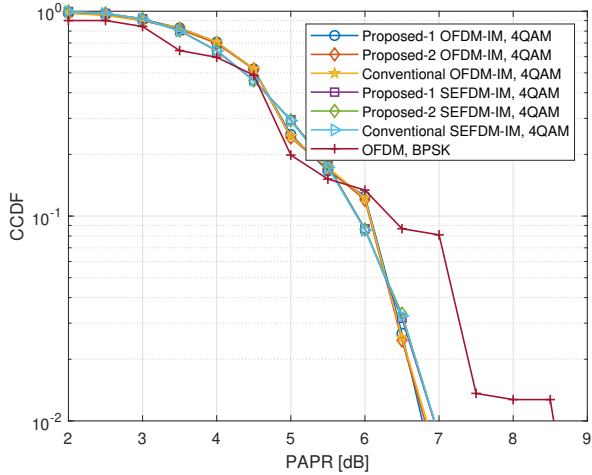 10^0
Proposed-1 OFDM-IM, 4QAM
Proposed-2 OFDM-IM, 4QAM
Conventional OFDM-IM, 4QAM
Proposed-1 SEFDM-IM, 4QAM
Proposed-2 SEFDM-IM, 4QAM
Conventional SEFDM-IM, 4QAM
OFDM, BPSK
CCDF
10^-1
10^-2
2 3 4 5 6 7 8 9
PAPR [dB]